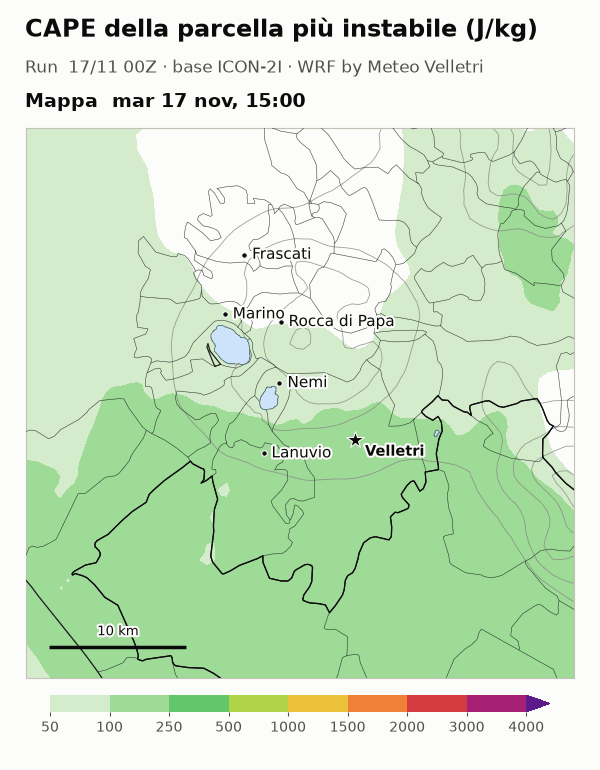 CAPE della parcella più instabile (J/kg)
Run  17/11 00Z · base ICON-2I · WRF by Meteo Velletri
Mappa  mar 17 nov, 15:00
Frascati
Marino
Rocca di Papa
Nemi
Velletri
Lanuvio
10 km
50 100 250 500 1000 1500 2000 3000 4000